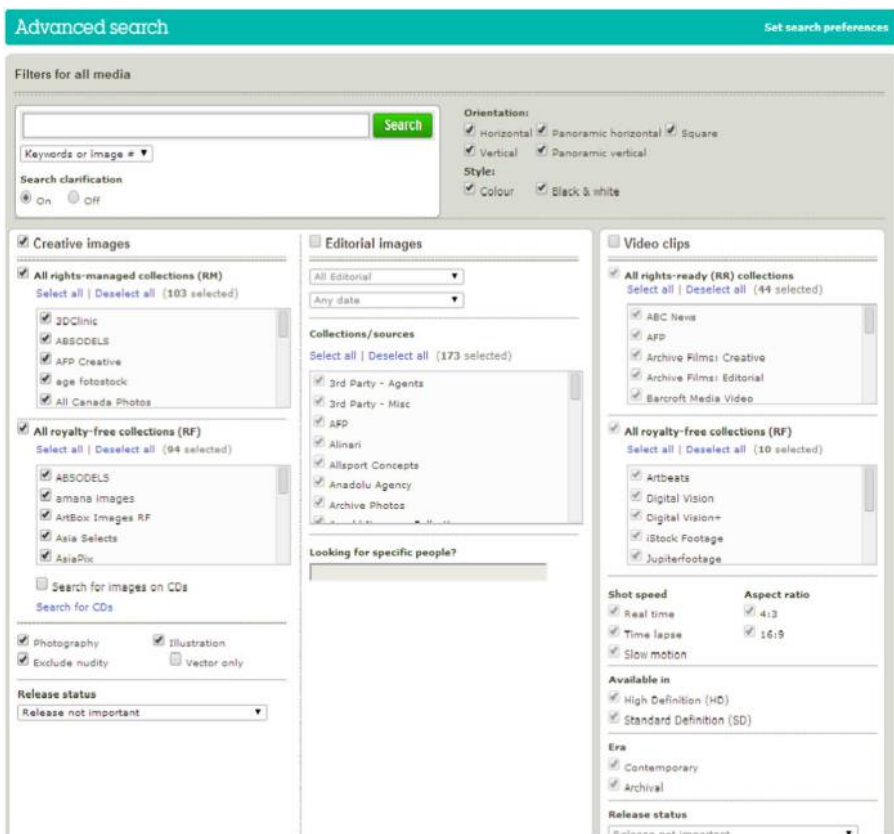 Advanced search
Set search preferences
Filters for all media
Search
Keywords or image #
Search clarification
On Off
Orientation:
Horizontal Panoramic horizontal Square
Vertical Panoramic vertical
Style:
Colour Black & white
Creative images
All rights-managed collections (RM)
Select all | Deselect all (103 selected)
3DClinic
ABSODELS
AFP Creative
age fotostock
All Canada Photos
All royalty-free collections (RF)
Select all | Deselect all (94 selected)
ABSODELS
amana images
ArtBox Images RF
Asia Selects
AsiaPix
Search for images on CDs
Search for CDs
Photography Illustration
Exclude nudity Vector only
Release status
Release not important
Editorial images
All Editorial
Any date
Collections/sources
Select all | Deselect all (173 selected)
3rd Party - Agents
3rd Party - Misc
AFP
Alinari
Allsport Concepts
Anadolu Agency
Archive Photos
Looking for specific people?
Video clips
All rights-ready (RR) collections
Select all | Deselect all (44 selected)
ABC News
AFP
Archive Films: Creative
Archive Films: Editorial
Barcroft Media Video
All royalty-free collections (RF)
Select all | Deselect all (10 selected)
Artbeats
Digital Vision
Digital Vision+
iStock Footage
Jupiterfootage
Shot speed Aspect ratio
Real time 4:3
Time lapse 16:9
Slow motion
Available in
High Definition (HD)
Standard Definition (SD)
Era
Contemporary
Archival
Release status
Release not important